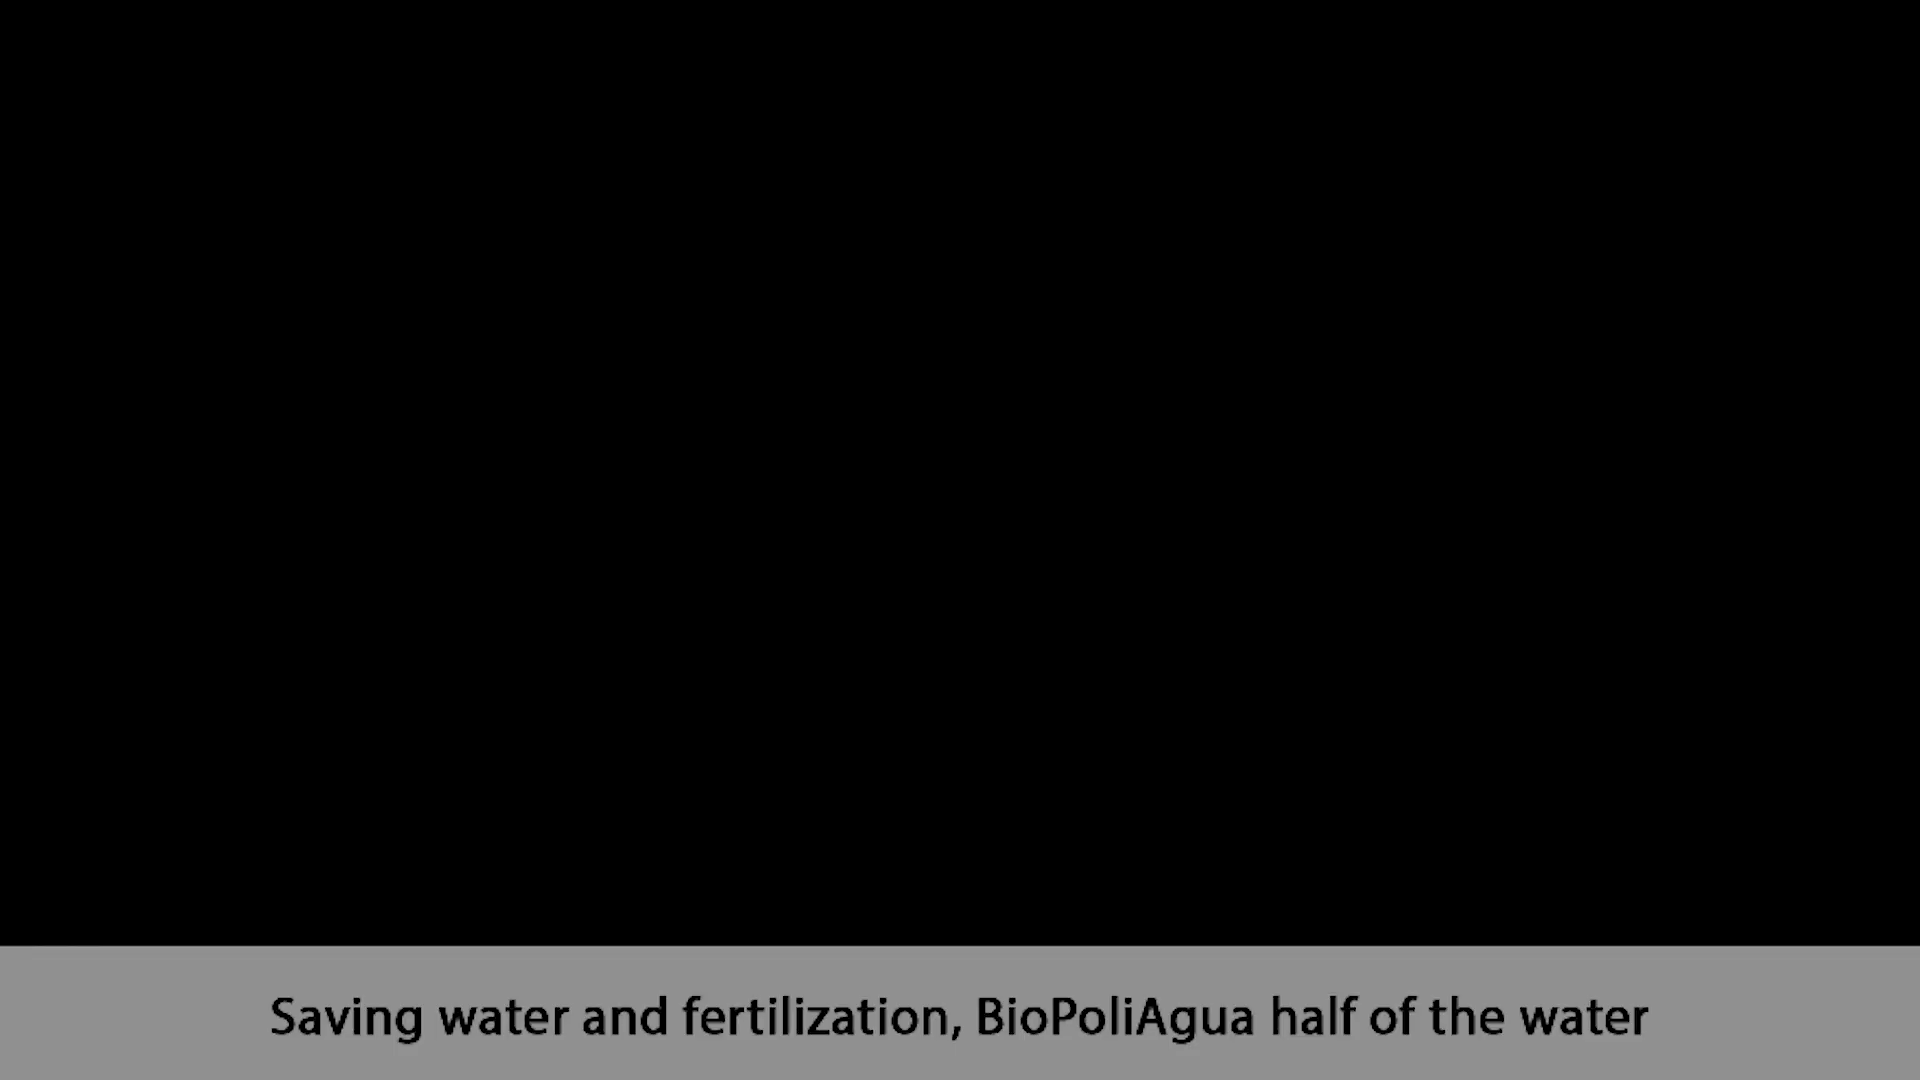 Saving water and fertilization, BioPoliAgua half of the water